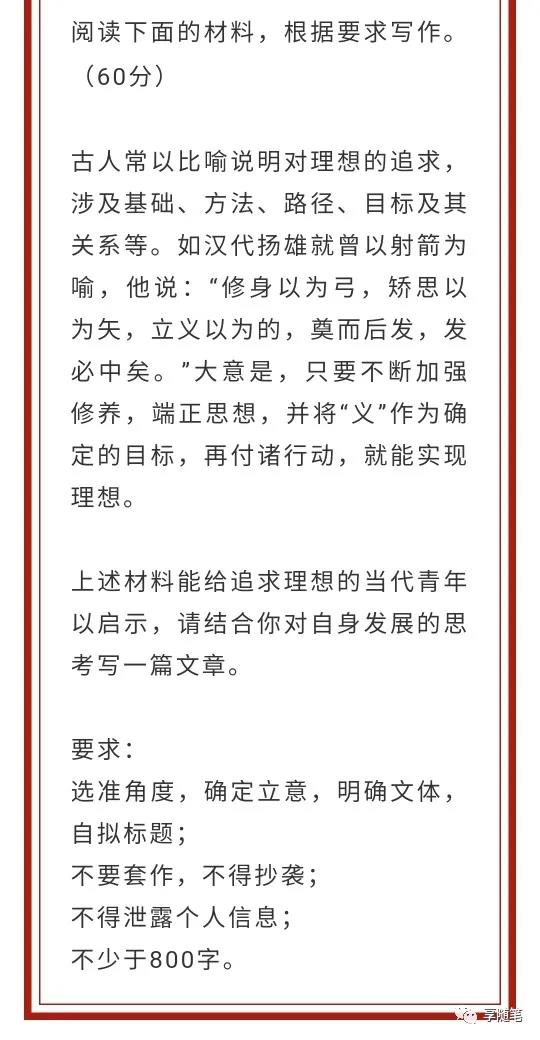 阅读下面的材料，根据要求写作。
（60分）
古人常以比喻说明对理想的追求，
涉及基础、方法、路径、目标及其
关系等。如汉代扬雄就曾以射箭为
喻，他说：“修身以为弓，矫思以
为矢，立义以为的，奠而后发，发
必中矣。”大意是，只要不断加强
修养，端正思想，并将“义”作为确
定的目标，再付诸行动，就能实现
理想。
上述材料能给追求理想的当代青年
以启示，请结合你对自身发展的思
考写一篇文章。
要求：
选准角度，确定立意，明确文体，
自拟标题；
不要套作，不得抄袭；
不得泄露个人信息；
不少于800字。
享随笔